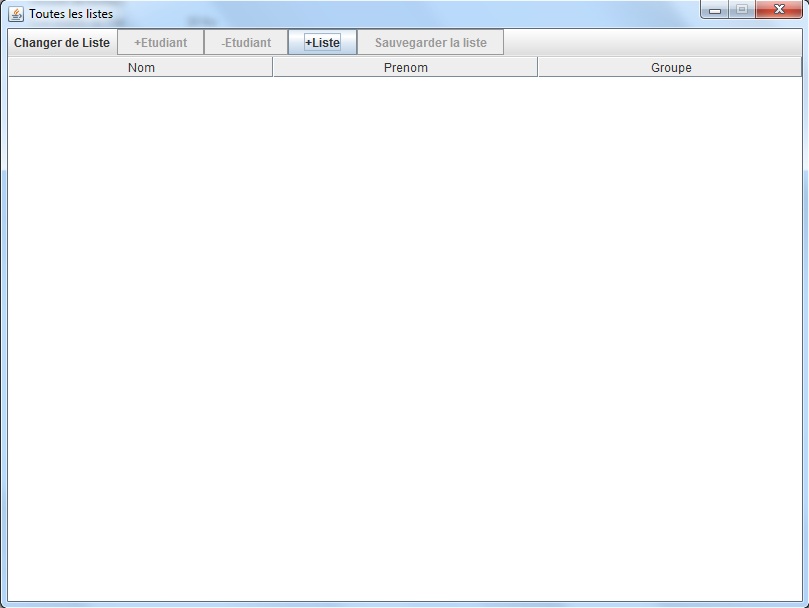 Toutes les listes
Changer de Liste +Etudiant -Etudiant +Liste Sauvegarder la liste
Nom Prenom Groupe